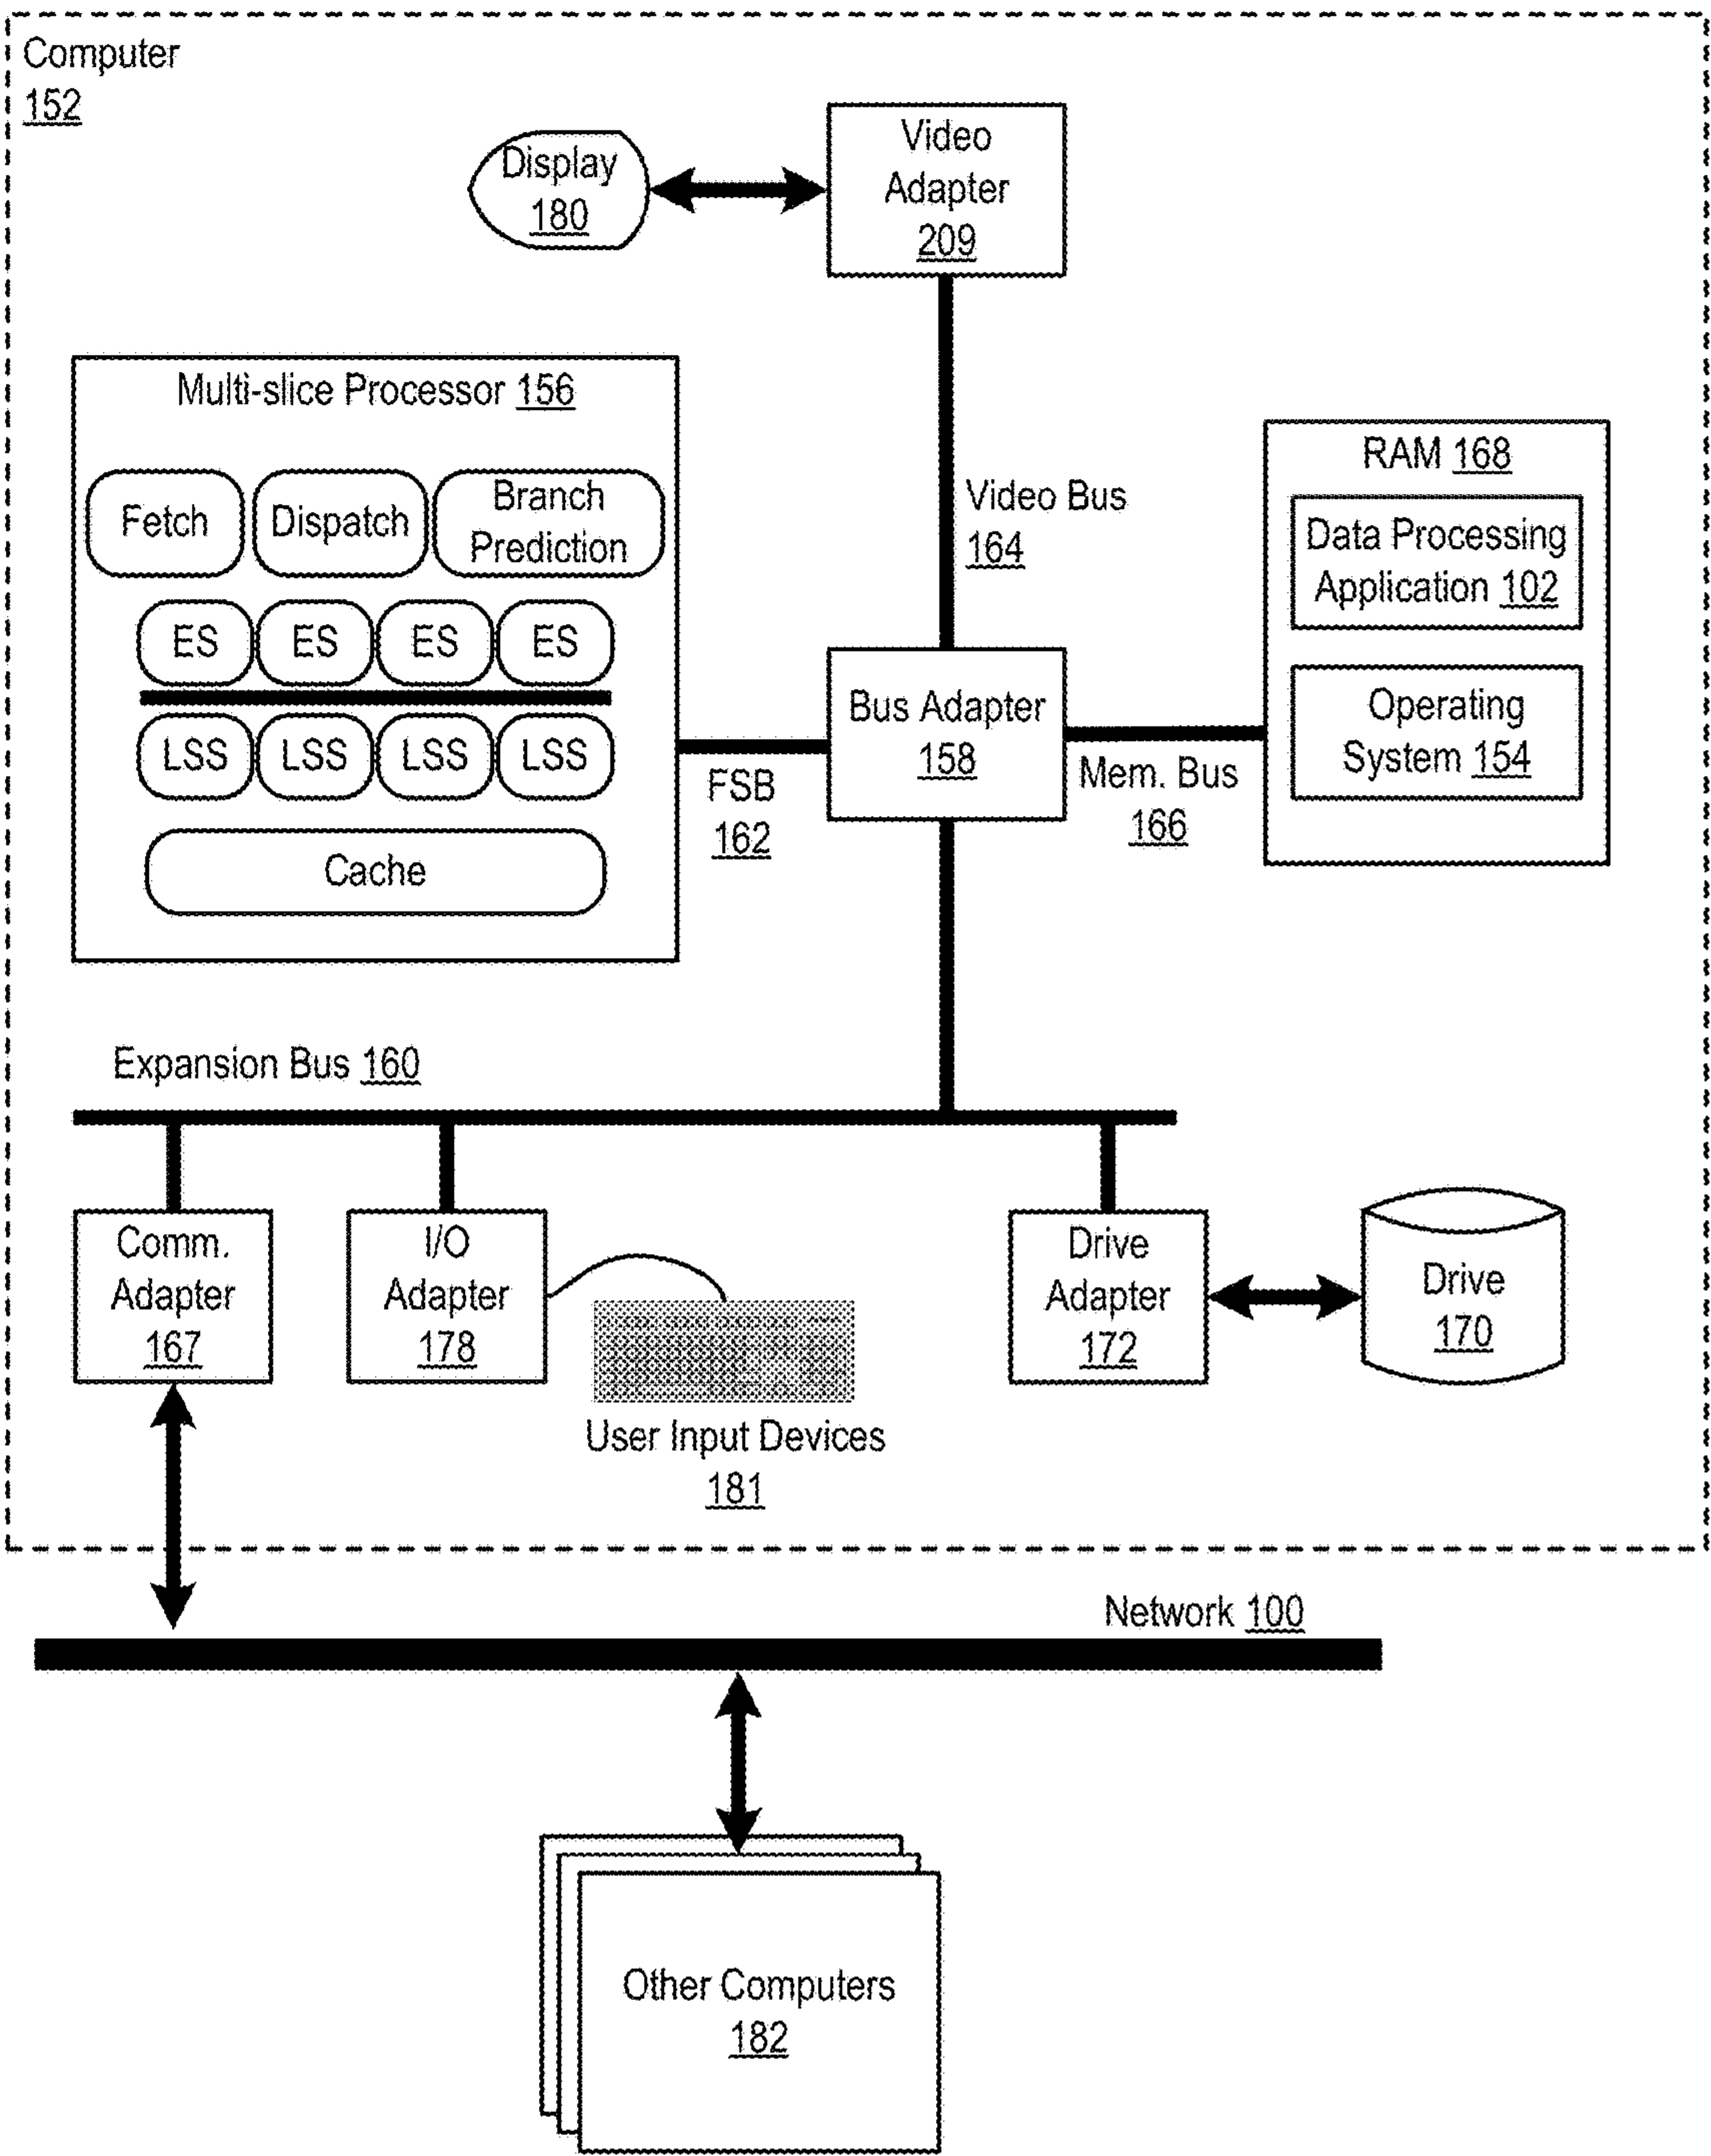 Computer
152
Display
180
Video
Adapter
209
Multi-slice Processor 156
Fetch
Dispatch
Branch
Prediction
ES
ES
ES
ES
LSS
LSS
LSS
LSS
Cache
Video Bus
164
RAM 168
Data Processing
Application 102
Operating
System 154
Bus Adapter
158
FSB
162
Mem. Bus
166
Expansion Bus 160
Comm.
Adapter
167
I/O
Adapter
178
User Input Devices
181
Drive
Adapter
172
Drive
170
Network 100
Other Computers
182